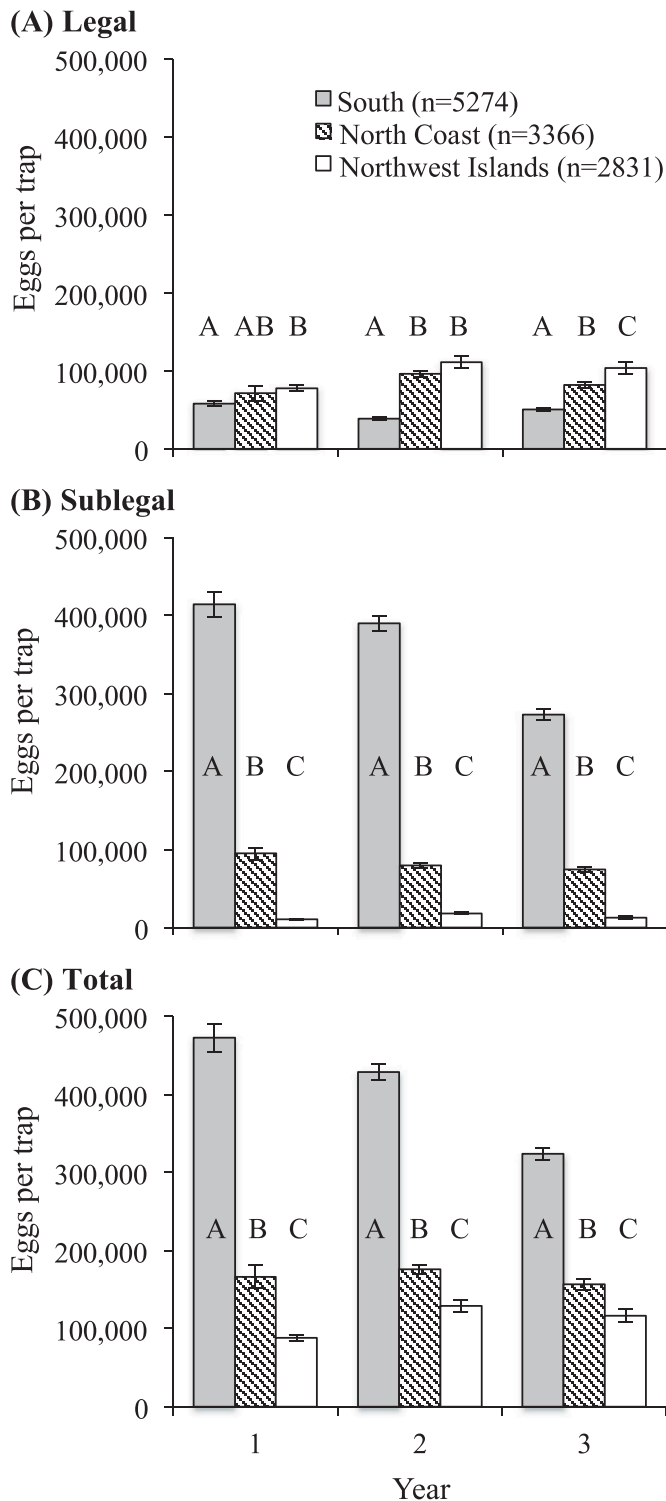 (A) Legal
500,000
400,000
300,000
200,000
100,000
0
Eggs per trap
South (n=5274)
North Coast (n=3366)
Northwest Islands (n=2831)
A AB B A B B A B C
(B) Sublegal
500,000
400,000
300,000
200,000
100,000
0
Eggs per trap
A B C A B C A B C
(C) Total
500,000
400,000
300,000
200,000
100,000
0
Eggs per trap
A B C A B C A B C
1 2 3
Year